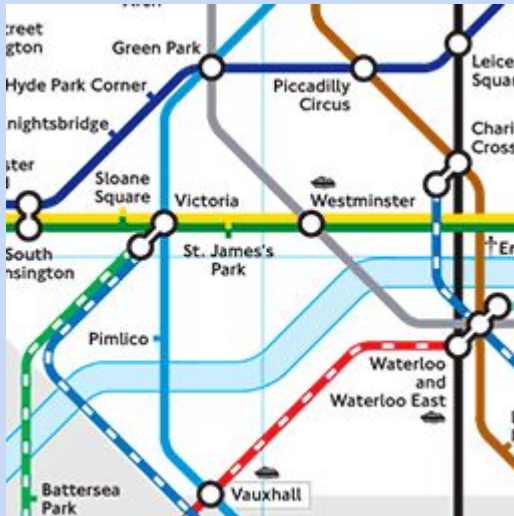 Green Park
Hyde Park Corner
Piccadilly
Circus
Sloane
Square
Victoria
Westminster
St. James's
Park
South
Pimlico
Waterloo
and
Waterloo East
Battersea
Park
Vauxhall